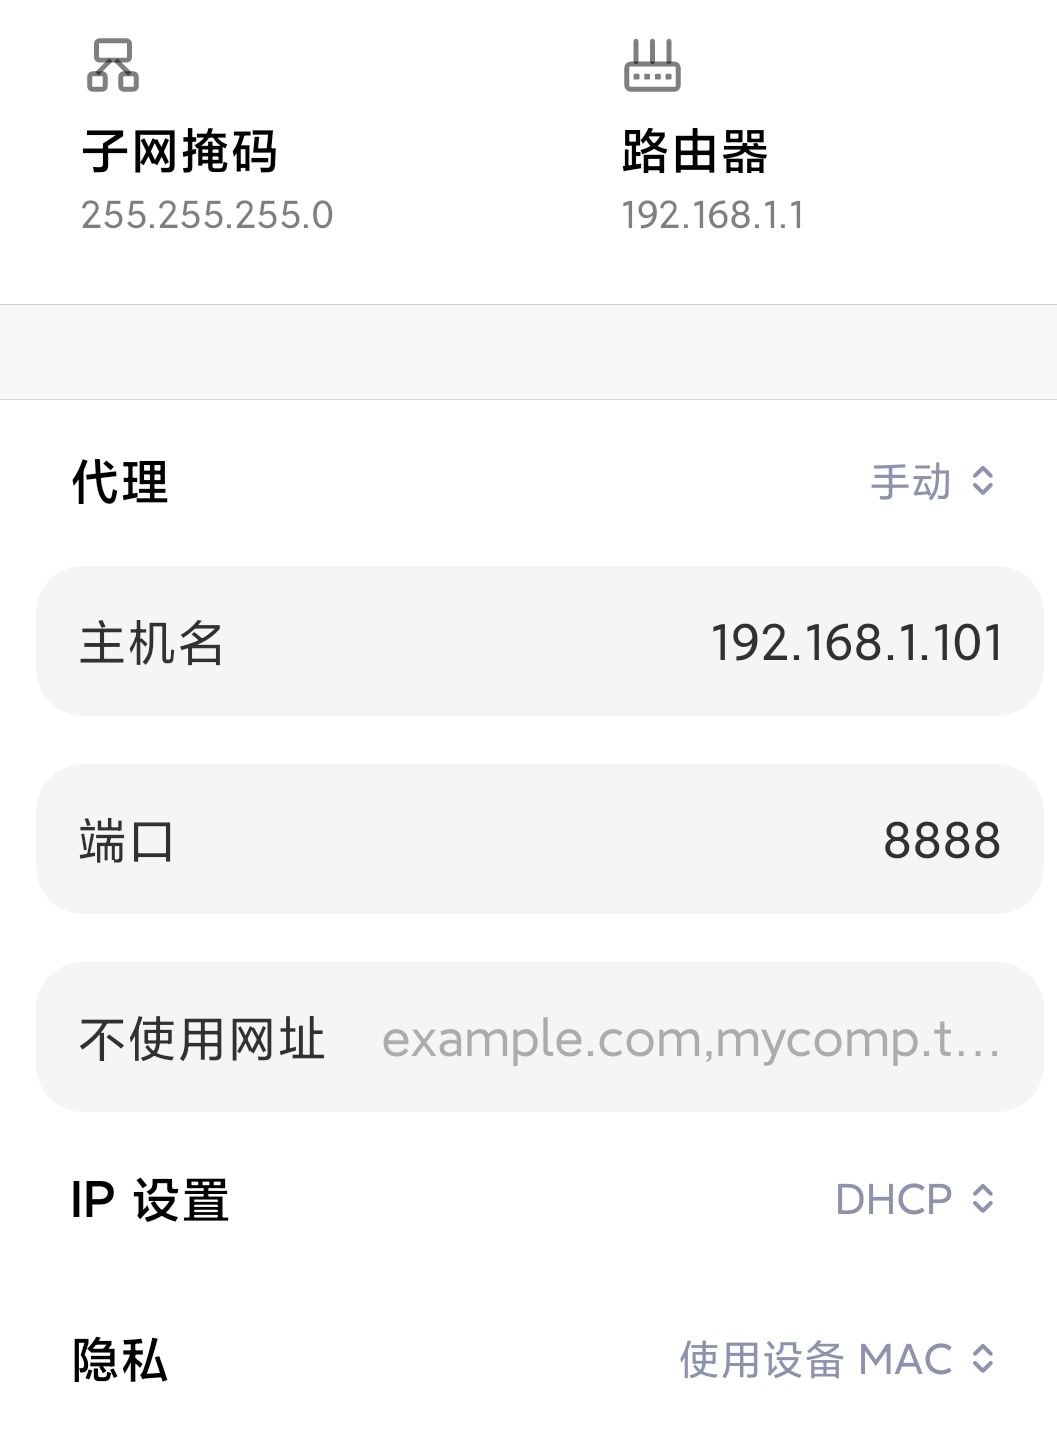 子网掩码
255.255.255.0
路由器
192.168.1.1
代理
手动
主机名
192.168.1.101
端口
8888
不使用网址
example.com,mycomp.t...
IP 设置
DHCP
隐私
使用设备 MAC